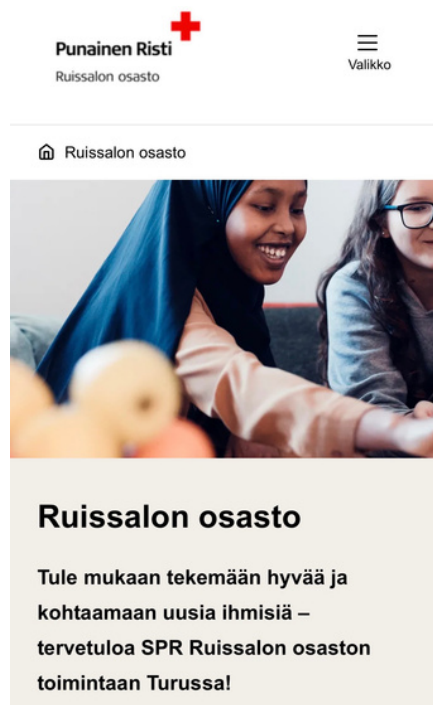 Punainen Risti
Ruissalon osasto
Valikko
Ruissalon osasto
Ruissalon osasto
Tule mukaan tekemään hyvää ja
kohtaamaan uusia ihmisiä –
tervetuloa SPR Ruissalon osaston
toimintaan Turussa!